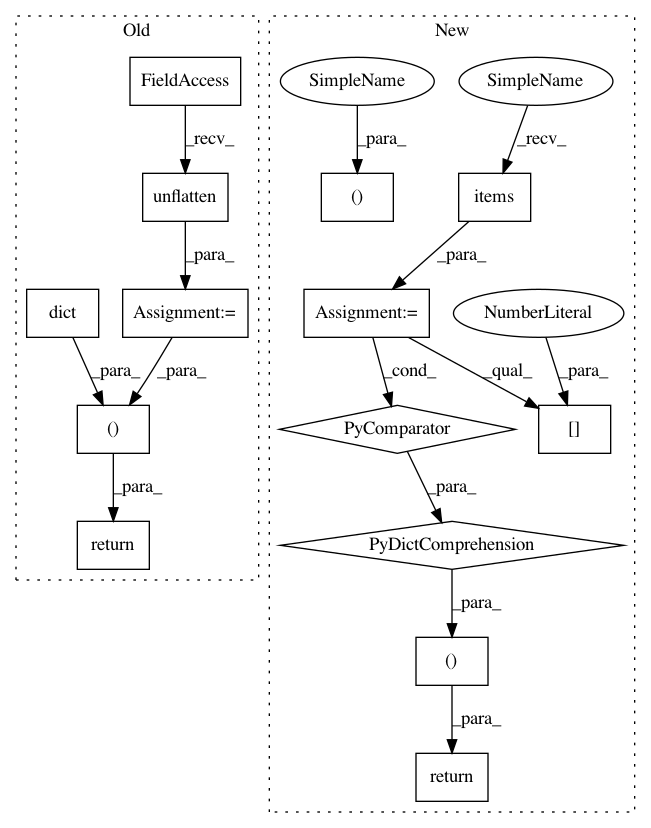 Old
New
FieldAccess
SimpleName
SimpleName
_recv_
_para_
_recv_
unflatten
()
items
_para_
_para_
dict
Assignment:=
Assignment:=
NumberLiteral
_para_
_para_
_cond_
_qual_
_para_
()
PyComparator
[]
_para_
_para_
return
PyDictComprehension
_para_
()
_para_
return